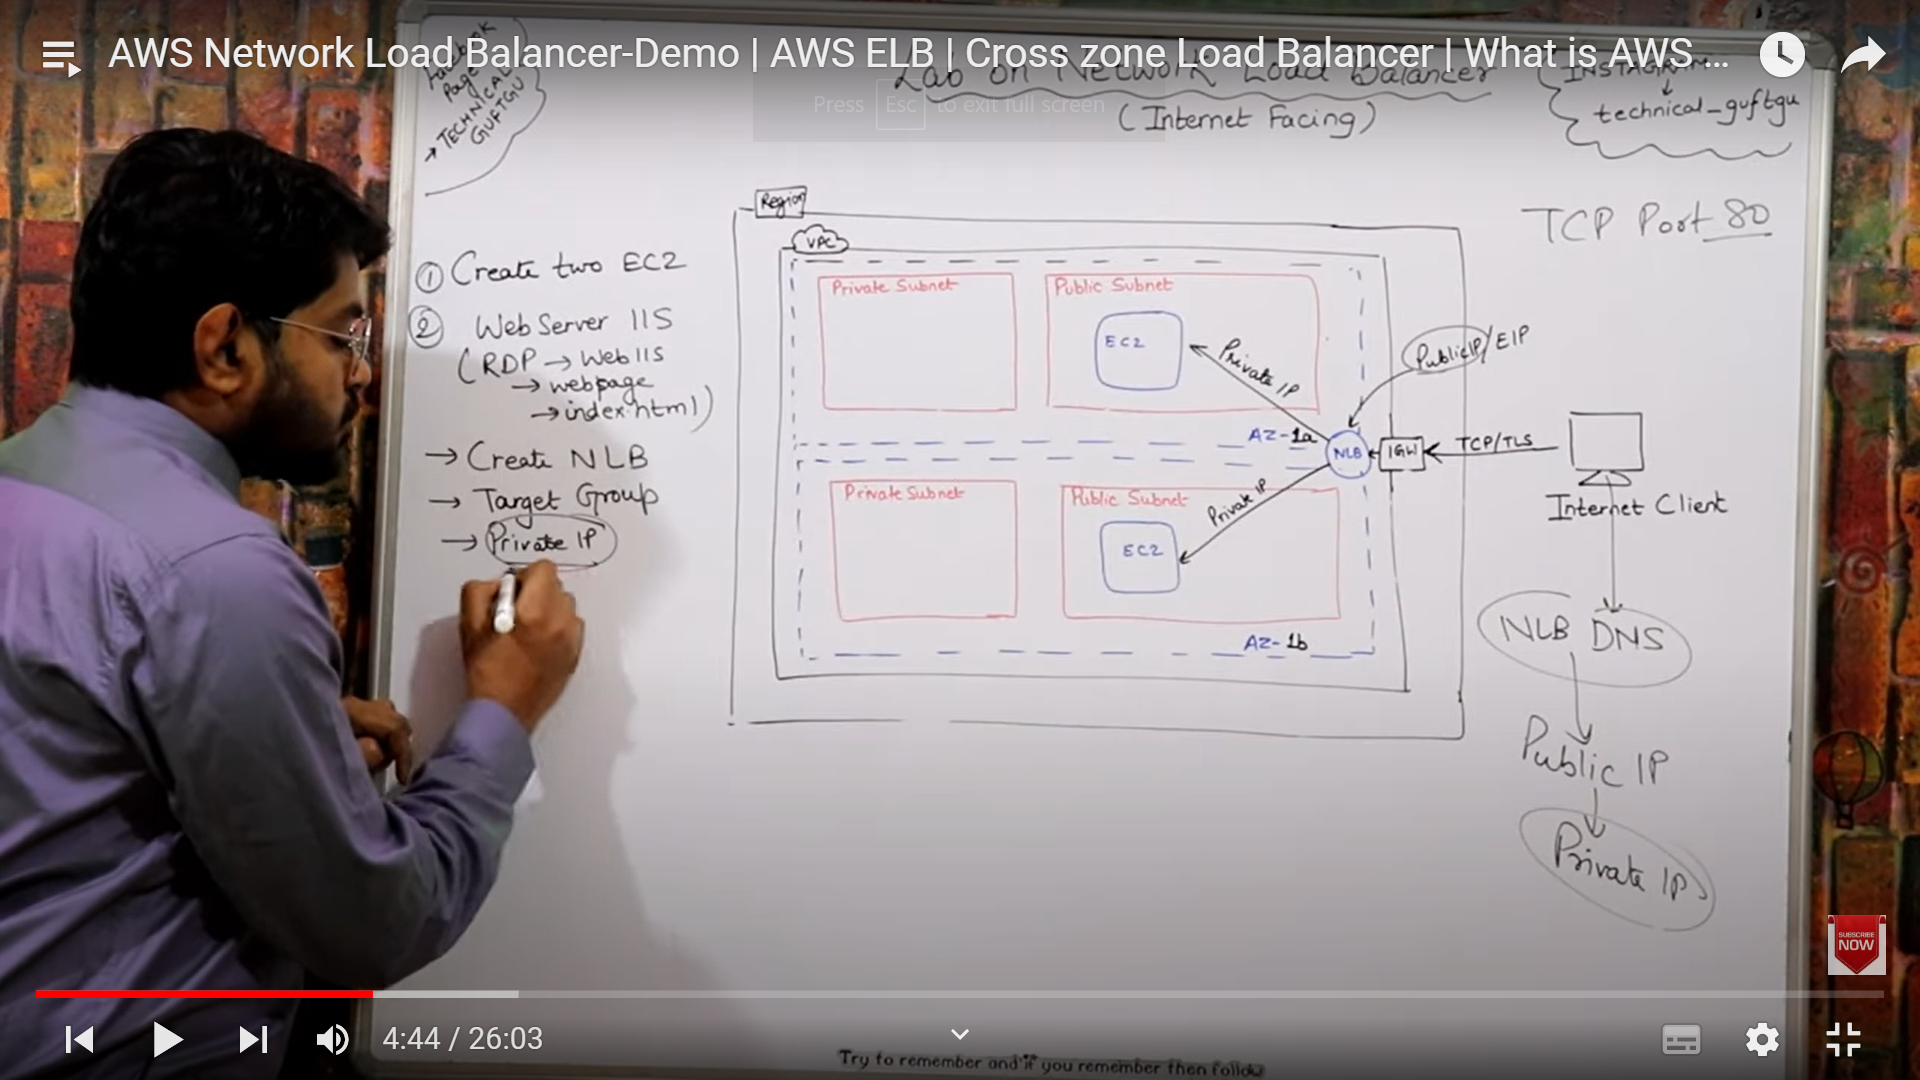 AWS Network Load Balancer-Demo | AWS ELB | Cross zone Load Balancer | What is AWS ...
Press Esc to exit full screen
Facebook
Page
→ TECHNICAL
GUFTGU
Lab on Network Load Balancer
(Internet Facing)
INSTAGRAM
technical_guftgu
TCP Port 80
① Create two EC2
② Web Server IIS
(RDP → Web IIS
→ webpage
→ index.html)
→ Create NLB
→ Target Group
→ Private IP
Region
VPC
Private Subnet
Public Subnet
EC2
Private IP
AZ-1a
Public IP/EIP
NLB
IGW
TCP/TLS
Internet Client
Private Subnet
Public Subnet
EC2
Private IP
AZ-1b
NLB DNS
Public IP
Private IP
SUBSCRIBE
NOW
4:44 / 26:03
Try to remember and if you remember then follow